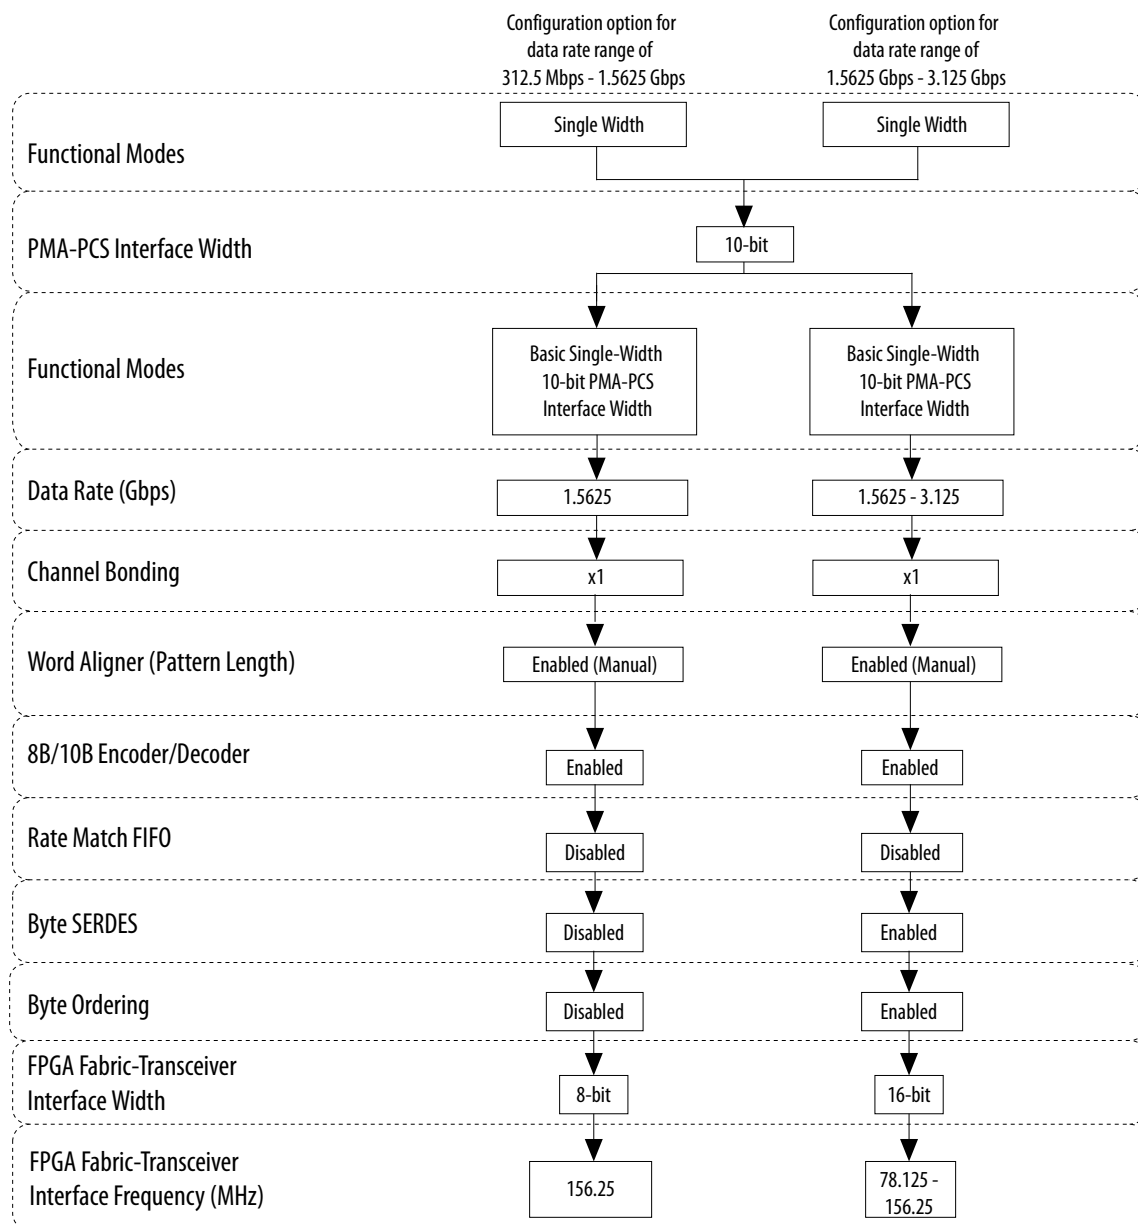 Configuration option for
data rate range of
312.5 Mbps - 1.5625 Gbps
Configuration option for
data rate range of
1.5625 Gbps - 3.125 Gbps
Functional Modes
Single Width
Single Width
PMA-PCS Interface Width
10-bit
Functional Modes
Basic Single-Width
10-bit PMA-PCS
Interface Width
Basic Single-Width
10-bit PMA-PCS
Interface Width
Data Rate (Gbps)
1.5625
1.5625 - 3.125
Channel Bonding
x1
x1
Word Aligner (Pattern Length)
Enabled (Manual)
Enabled (Manual)
8B/10B Encoder/Decoder
Enabled
Enabled
Rate Match FIFO
Disabled
Disabled
Byte SERDES
Disabled
Enabled
Byte Ordering
Disabled
Enabled
FPGA Fabric-Transceiver
Interface Width
8-bit
16-bit
FPGA Fabric-Transceiver
Interface Frequency (MHz)
156.25
78.125 -
156.25